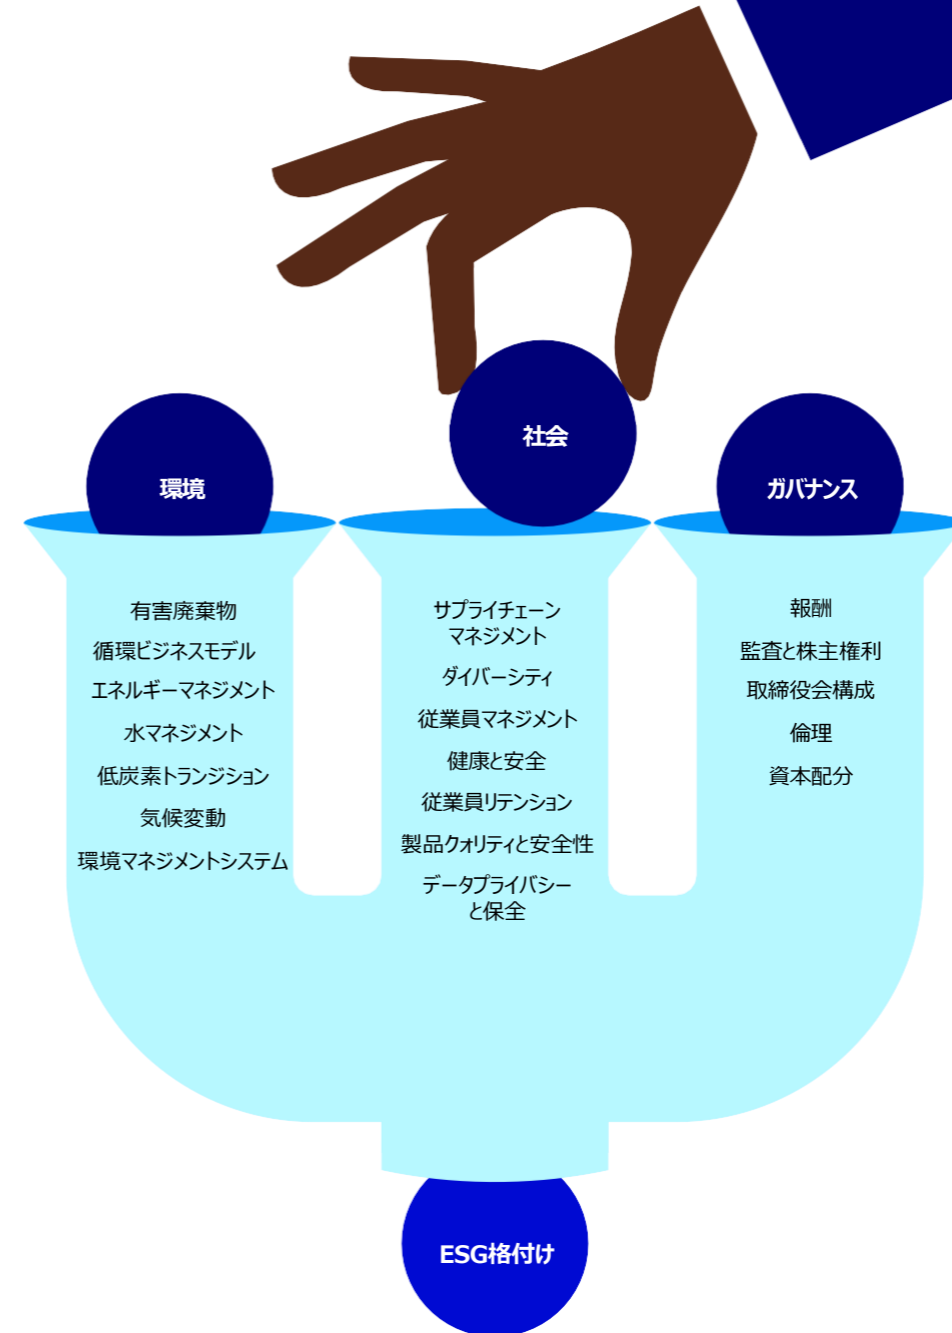 環境
社会
ガバナンス
有害廃棄物
循環ビジネスモデル
エネルギーマネジメント
水マネジメント
低炭素トランジション
気候変動
環境マネジメントシステム
サプライチェーン
マネジメント
ダイバーシティ
従業員マネジメント
健康と安全
従業員リテンション
製品クォリティと安全性
データプライバシー
と保全
報酬
監査と株主権利
取締役会構成
倫理
資本配分
ESG格付け